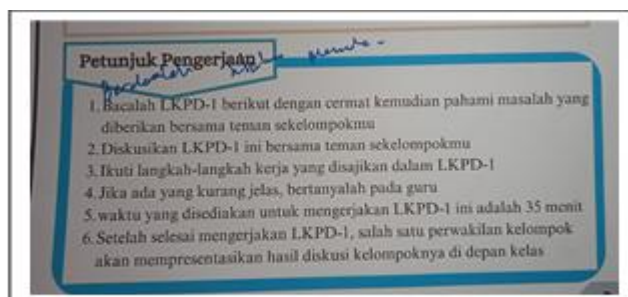 Petunjuk Pengerjaan
1. Bacalah LKPD-1 berikut dengan cermat kemudian pahami masalah yang
diberikan bersama teman sekelompokmu
2. Diskusikan LKPD-1 ini bersama teman sekelompokmu
3. Ikuti langkah-langkah kerja yang disajikan dalam LKPD-1
4. Jika ada yang kurang jelas, bertanyalah pada guru
5. waktu yang disediakan untuk mengerjakan LKPD-1 ini adalah 35 menit
6. Setelah selesai mengerjakan LKPD-1, salah satu perwakilan kelompok
akan mempresentasikan hasil diskusi kelompoknya di depan kelas